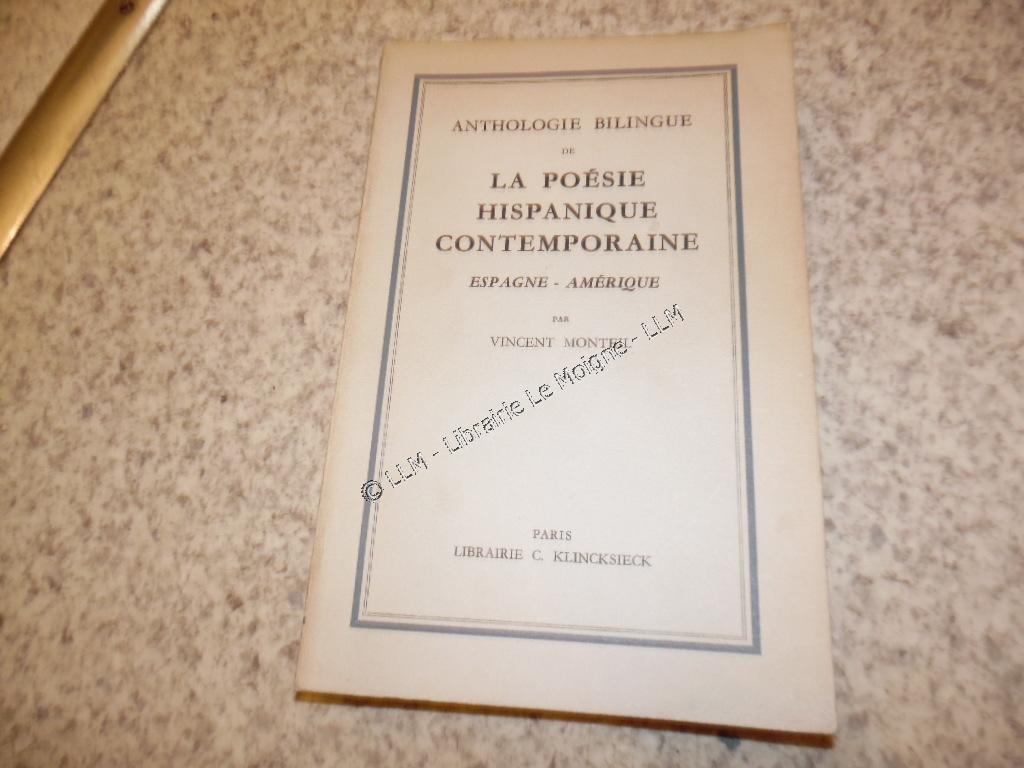 ANTHOLOGIE BILINGUE
DE
LA POÉSIE
HISPANIQUE
CONTEMPORAINE
ESPAGNE - AMÉRIQUE
PAR
VINCENT MONTEIL
© LLM - Librairie Le Moigne - LLM
PARIS
LIBRAIRIE C. KLINCKSIECK